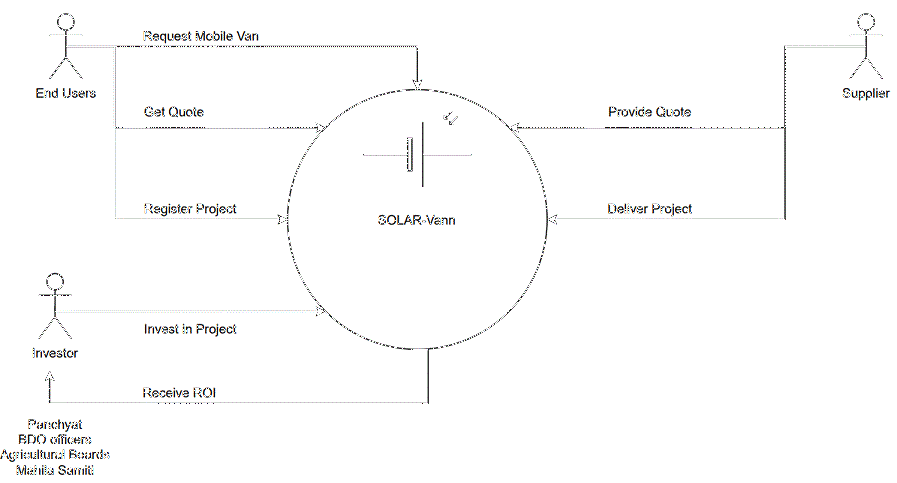 Request Mobile Van
End Users
Supplier
Get Quote
Provide Quote
Register Project
Deliver Project
SOLAR-Vann
Invest in Project
Investor
Receive ROI
Panchyat
BDO officers
Agricultural Boards
Mahila Samiti